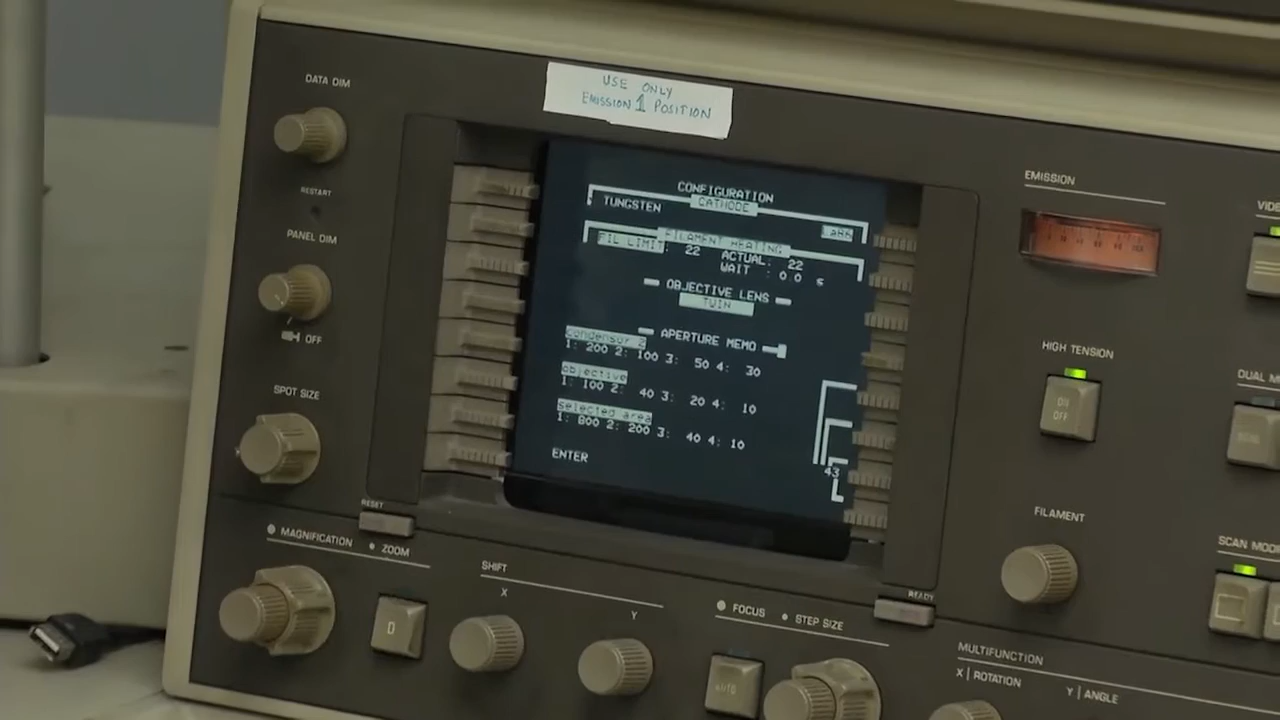 DATA DIM
RESTART
PANEL DIM
OFF
SPOT SIZE
USE ONLY
EMISSION 1 POSITION
CONFIGURATION
CATHODE
TUNGSTEN
LaB6
FILAMENT HEATING
FIL LIMIT: 22 ACTUAL: 22
WAIT : 0.0 s
OBJECTIVE LENS
TWIN
APERTURE MEMO
condensor 2
1: 200 2: 100 3: 50 4: 30
objective
1: 100 2: 40 3: 20 4: 10
selected area
1: 800 2: 200 3: 40 4: 10
43
ENTER
EMISSION
HIGH TENSION
ON
OFF
FILAMENT
RESET
READY
MAGNIFICATION
ZOOM
D
SHIFT
X
Y
FOCUS
STEP SIZE
AUTO
MULTIFUNCTION
X | ROTATION
Y | ANGLE
VIDE
DUAL M
SCAN MOD